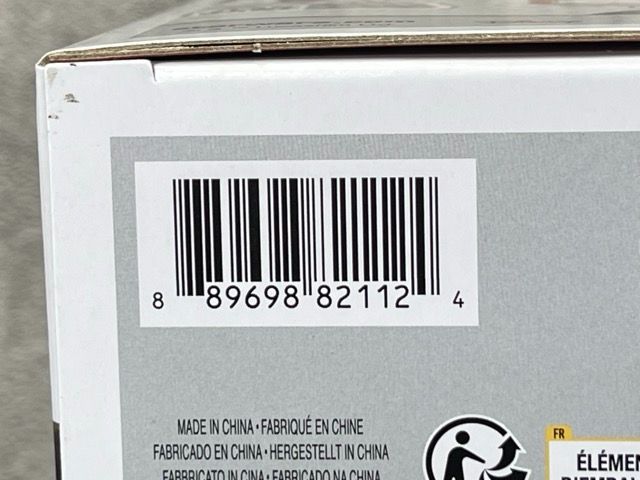 8 89698 82112 4
MADE IN CHINA • FABRIQUÉ EN CHINE
FABRICADO EN CHINA • HERGESTELLT IN CHINA
FABBRICATO IN CINA • FABRICADO NA CHINA
FR